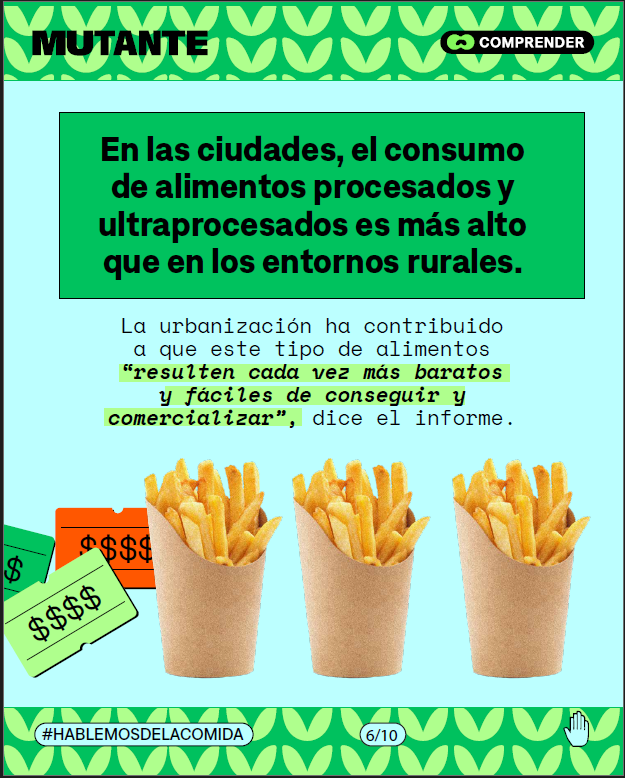 MUTANTE
COMPRENDER
En las ciudades, el consumo
de alimentos procesados y
ultraprocesados es más alto
que en los entornos rurales.
La urbanización ha contribuido
a que este tipo de alimentos
“resulten cada vez más baratos
y fáciles de conseguir y
comercializar”, dice el informe.
$$$$
$
$$$$
#HABLEMOSDELACOMIDA
6/10